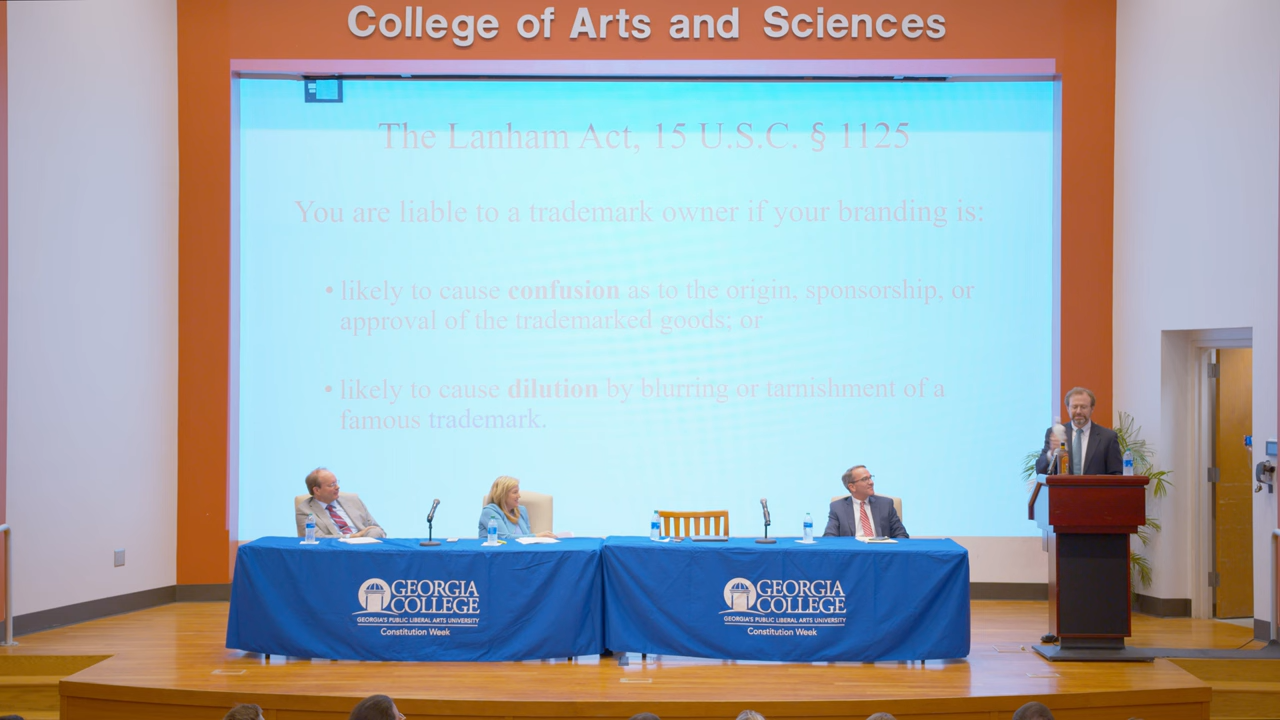 College of Arts and Sciences
The Lanham Act, 15 U.S.C. § 1125
You are liable to a trademark owner if your branding is:
• likely to cause confusion as to the origin, sponsorship, or
approval of the trademarked goods; or
• likely to cause dilution by blurring or tarnishment of a
famous trademark.
GEORGIA
COLLEGE
GEORGIA'S PUBLIC LIBERAL ARTS UNIVERSITY
Constitution Week
GEORGIA
COLLEGE
GEORGIA'S PUBLIC LIBERAL ARTS UNIVERSITY
Constitution Week